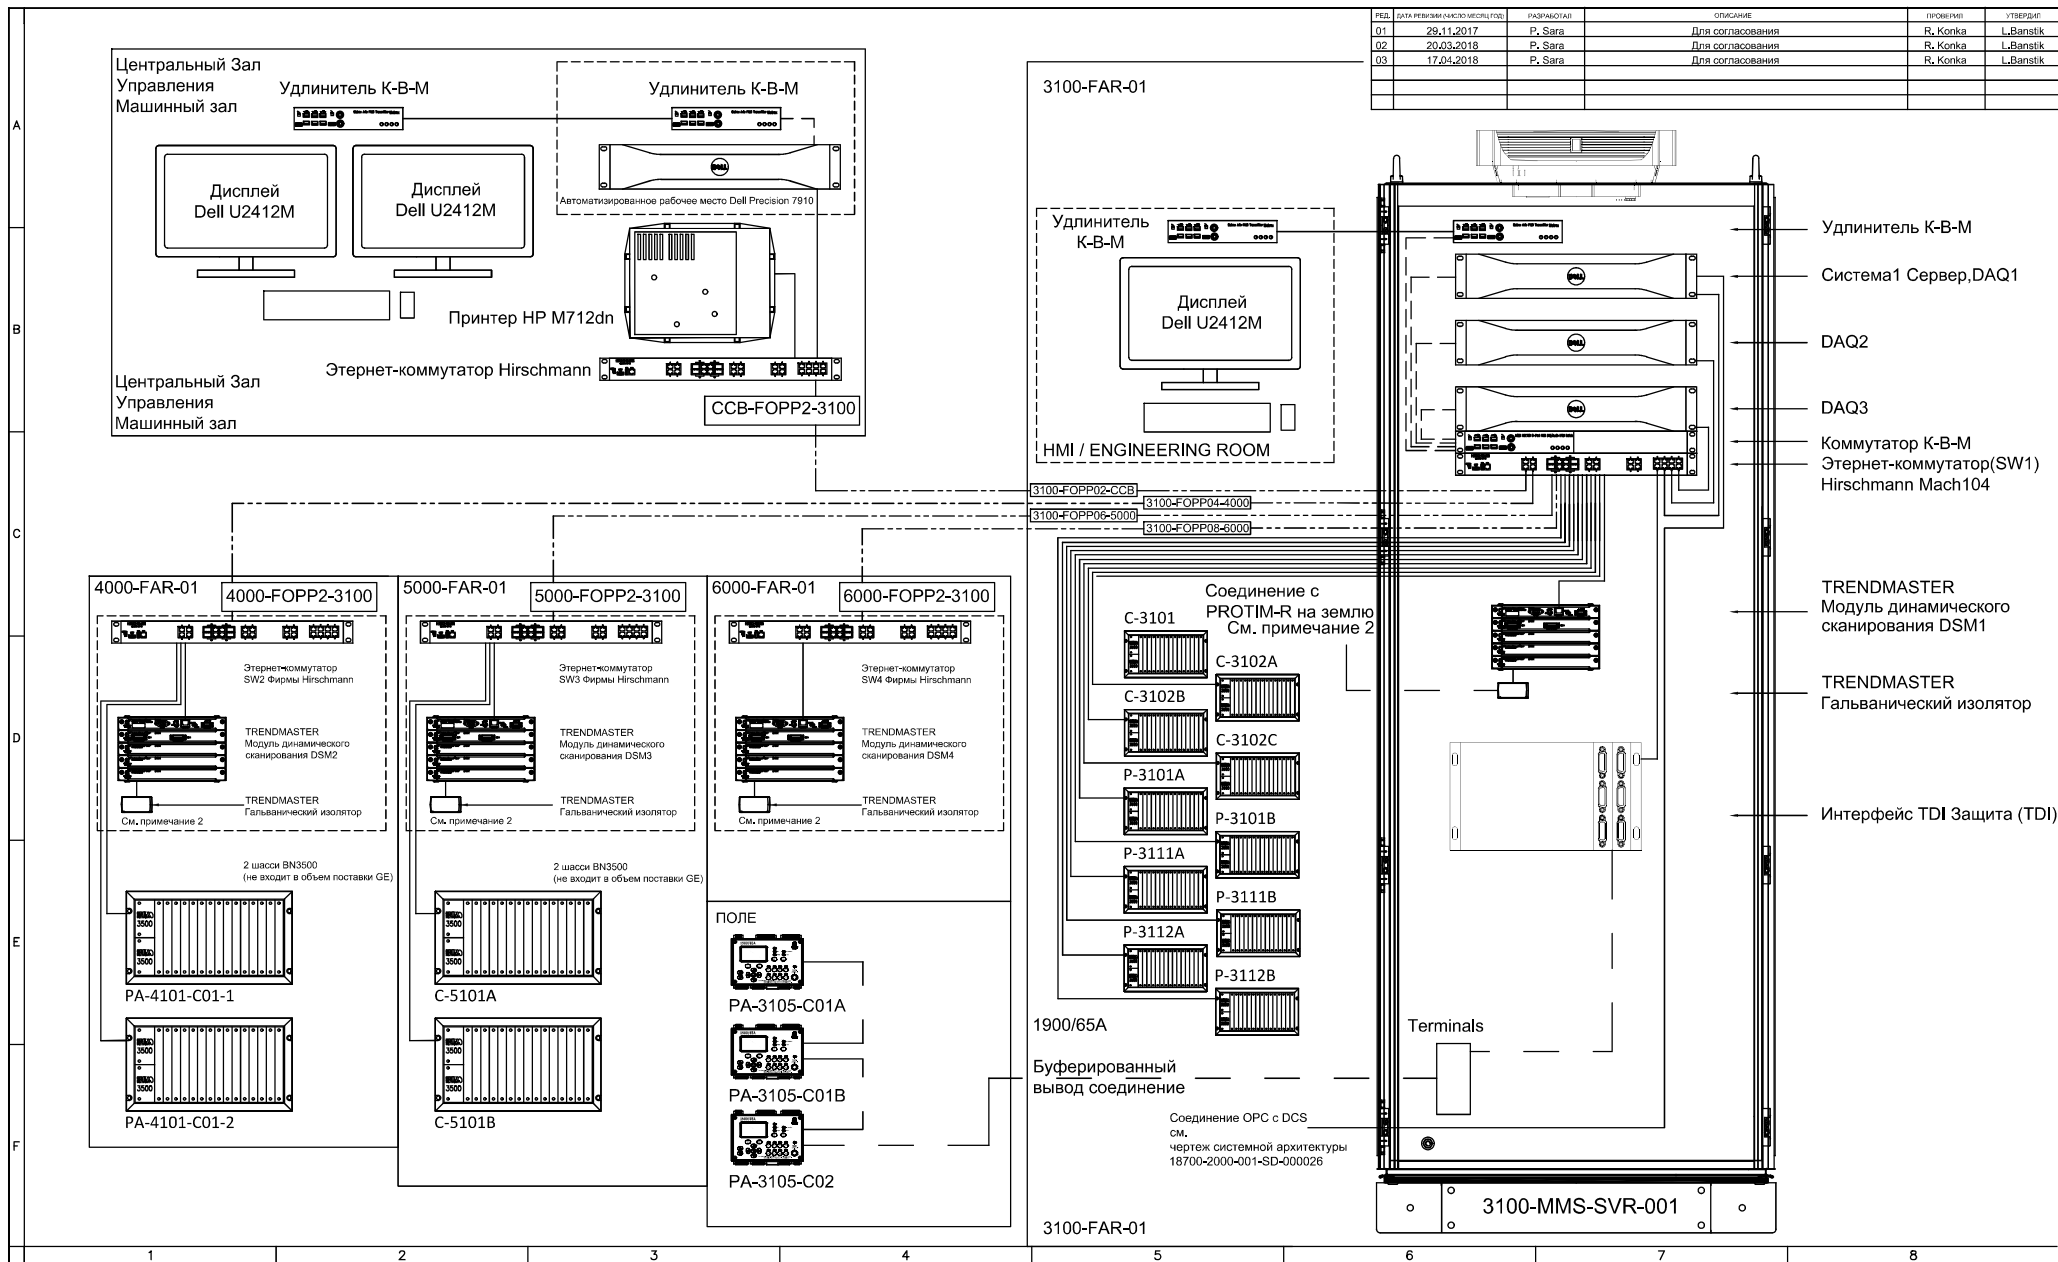 РЕД.
ДАТА РЕВИЗИИ (ЧИСЛО МЕСЯЦ ГОД)
РАЗРАБОТАЛ
ОПИСАНИЕ
ПРОВЕРИЛ
УТВЕРДИЛ
01 29.11.2017 P. Sara Для согласования R. Konka L.Banstik
02 20.03.2018 P. Sara Для согласования R. Konka L.Banstik
03 17.04.2018 P. Sara Для согласования R. Konka L.Banstik
Центральный Зал
Управления
Машинный зал
Удлинитель К-В-М
Удлинитель К-В-М
DELL
Автоматизированное рабочее место Dell Precision 7910
Дисплей
Dell U2412M
Дисплей
Dell U2412M
Принтер HP M712dn
Этернет-коммутатор Hirschmann
Центральный Зал
Управления
Машинный зал
CCB-FOPP2-3100
3100-FAR-01
Удлинитель
К-В-М
Дисплей
Dell U2412M
HMI / ENGINEERING ROOM
DELL
DELL
DELL
Удлинитель К-В-М
Система1 Сервер,DAQ1
DAQ2
DAQ3
Коммутатор К-В-М
Этернет-коммутатор(SW1)
Hirschmann Mach104
3100-FOPP02-CCB
3100-FOPP04-4000
3100-FOPP06-5000
3100-FOPP08-6000
4000-FAR-01
4000-FOPP2-3100
Этернет-коммутатор
SW2 Фирмы Hirschmann
TRENDMASTER
Модуль динамического
сканирования DSM2
TRENDMASTER
Гальванический изолятор
См. примечание 2
2 шасси BN3500
(не входит в объем поставки GE)
3500
3500
PA-4101-C01-1
3500
3500
PA-4101-C01-2
5000-FAR-01
5000-FOPP2-3100
Этернет-коммутатор
SW3 Фирмы Hirschmann
TRENDMASTER
Модуль динамического
сканирования DSM3
TRENDMASTER
Гальванический изолятор
См. примечание 2
2 шасси BN3500
(не входит в объем поставки GE)
3500
3500
C-5101A
3500
3500
C-5101B
6000-FAR-01
6000-FOPP2-3100
Этернет-коммутатор
SW4 Фирмы Hirschmann
TRENDMASTER
Модуль динамического
сканирования DSM4
TRENDMASTER
Гальванический изолятор
См. примечание 2
ПОЛЕ
PA-3105-C01A
PA-3105-C01B
PA-3105-C02
Соединение с
PROTIM-R на землю
См. примечание 2
C-3101
C-3102A
C-3102B
C-3102C
P-3101A
P-3101B
P-3111A
P-3111B
P-3112A
P-3112B
1900/65A
Буферированный
вывод соединение
Соединение OPC с DCS
см.
чертеж системной архитектуры
18700-2000-001-SD-000026
Terminals
3100-FAR-01
TRENDMASTER
Модуль динамического
сканирования DSM1
TRENDMASTER
Гальванический изолятор
Интерфейс TDI Защита (TDI)
3100-MMS-SVR-001
A
B
C
D
E
F
1 2 3 4 5 6 7 8